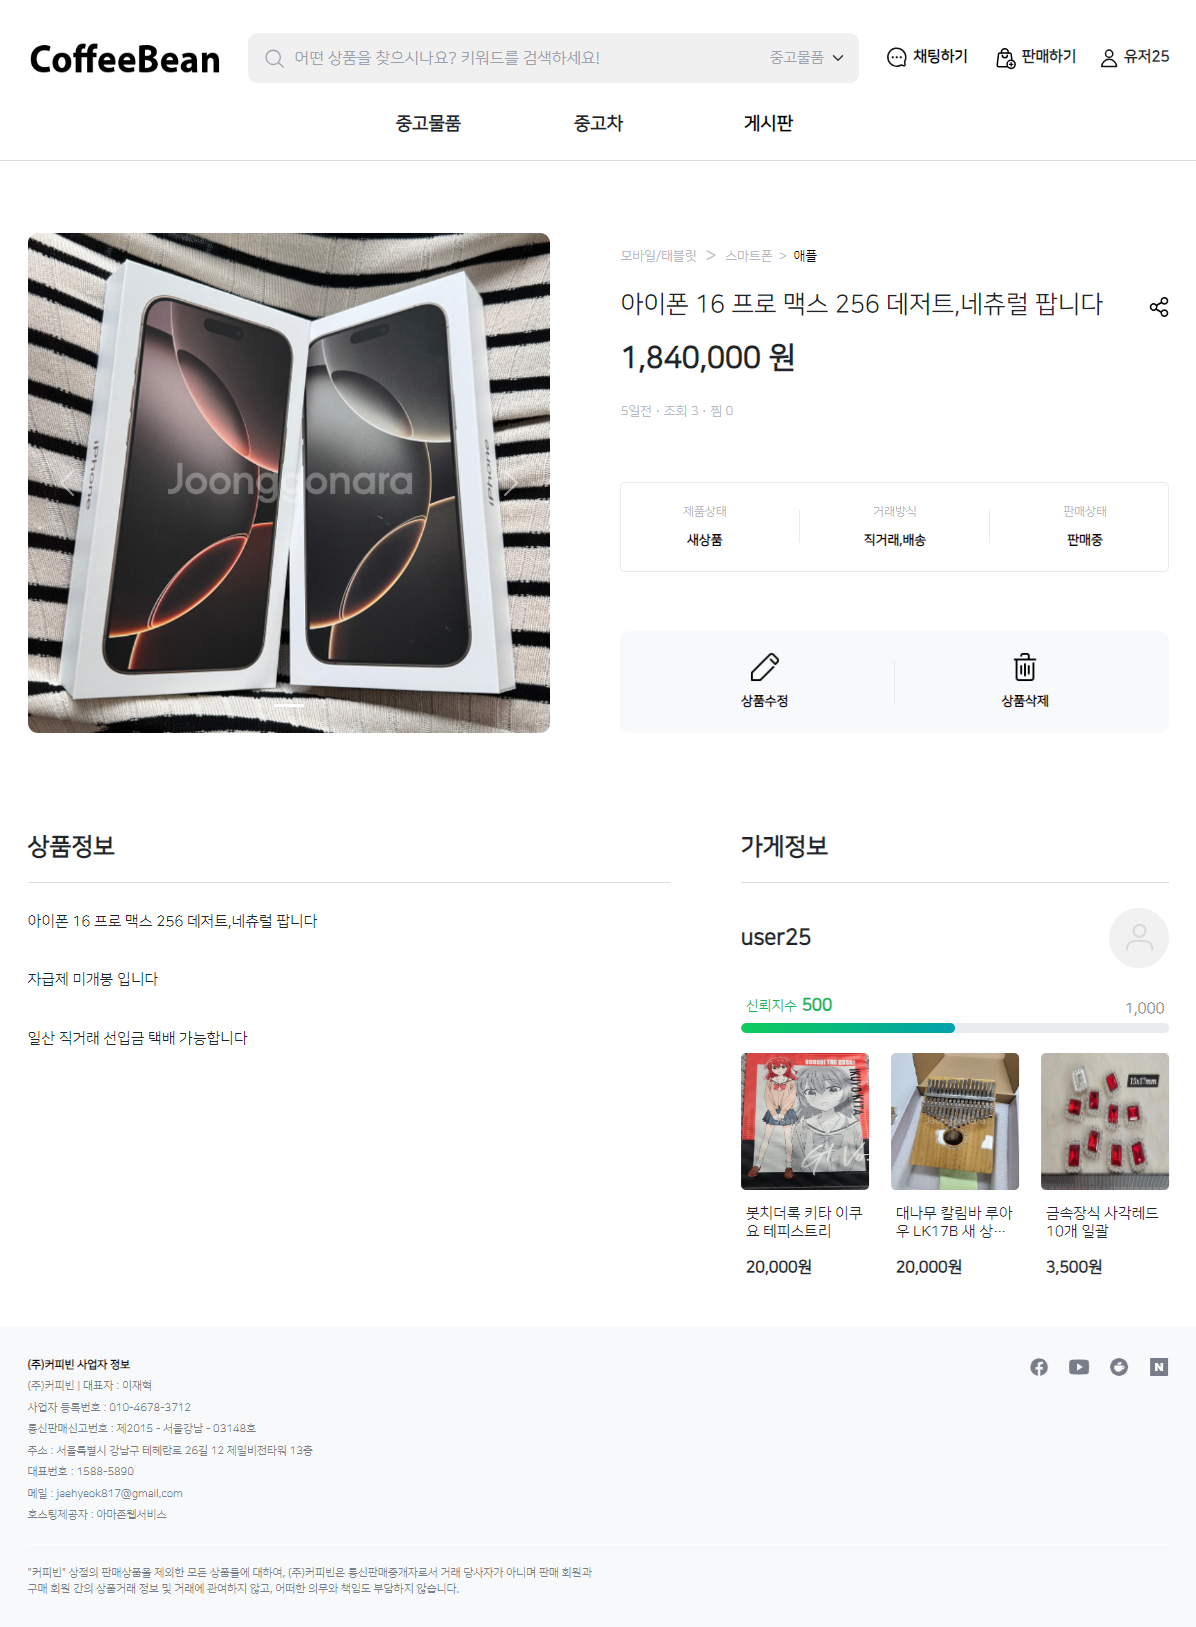 CoffeeBean
어떤 상품을 찾으시나요? 키워드를 검색하세요!
중고물품
채팅하기
판매하기
유저25
중고물품
중고차
게시판
모바일/태블릿 > 스마트폰 > 애플
아이폰 16 프로 맥스 256 데저트,네츄럴 팝니다
1,840,000 원
5일전 · 조회 3 · 찜 0
제품상태
거래방식
판매상태
새상품
직거래,배송
판매중
상품수정
상품삭제
iPhone
Joonggonara
iPhone
상품정보
아이폰 16 프로 맥스 256 데저트,네츄럴 팝니다
자급제 미개봉 입니다
일산 직거래 선입금 택배 가능합니다
가게정보
user25
신뢰지수 500
1,000
BOCCHI THE ROCK!
IKUYO KITA
Gt Vo.
Joonggonara
15x17mm
봇치더록 키타 이쿠
요 테피스트리
20,000원
대나무 칼림바 루아
우 LK17B 새 상…
20,000원
금속장식 사각레드
10개 일괄
3,500원
(주)커피빈 사업자 정보
(주)커피빈 | 대표자 : 이재혁
사업자 등록번호 : 010-4678-3712
통신판매신고번호 : 제2015 - 서울강남 - 03148호
주소 : 서울특별시 강남구 테헤란로 26길 12 제일비전타워 13층
대표번호 : 1588-5890
메일 : jaehyeok817@gmail.com
호스팅제공자 : 아마존웹서비스
"커피빈" 상점의 판매상품을 제외한 모든 상품들에 대하여, (주)커피빈은 통신판매중개자로서 거래 당사자가 아니며 판매 회원과
구매 회원 간의 상품거래 정보 및 거래에 관여하지 않고, 어떠한 의무와 책임도 부담하지 않습니다.